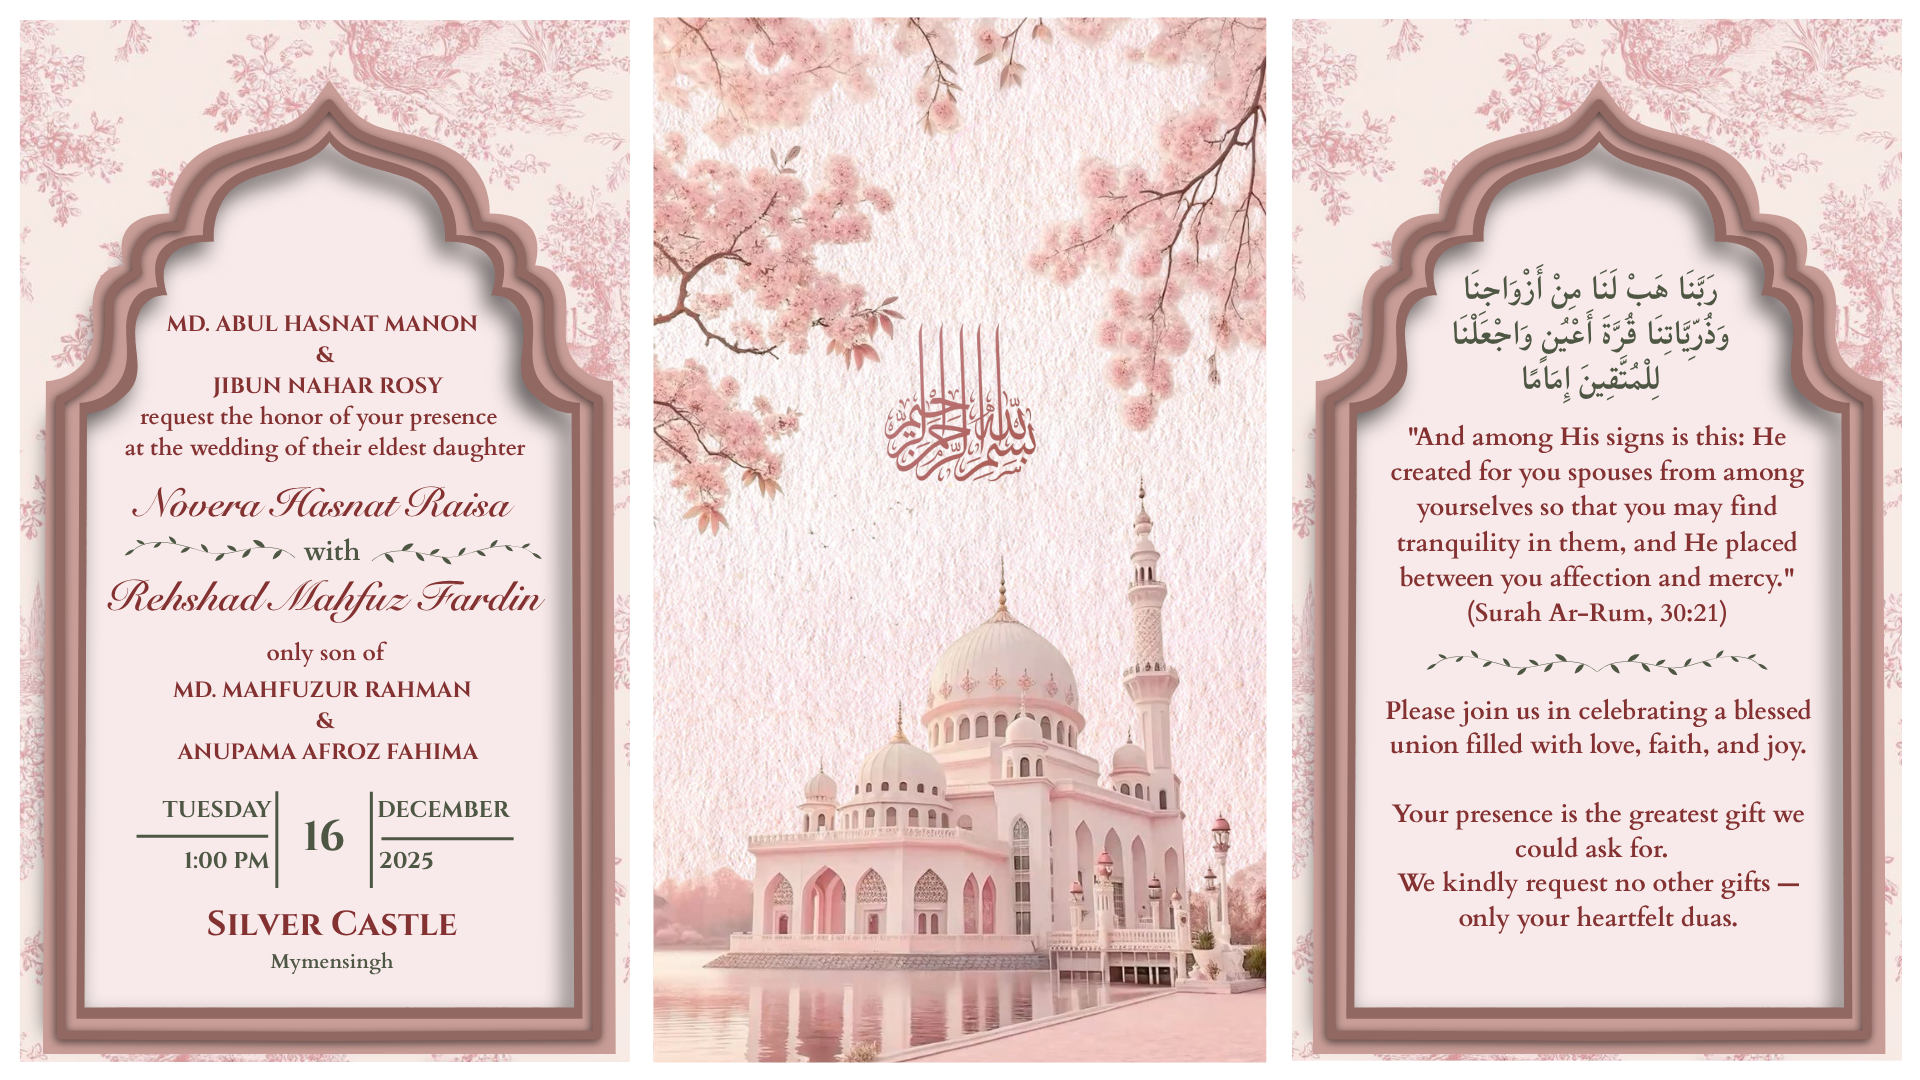 MD. ABUL HASNAT MANON
&
JIBUN NAHAR ROSY
request the honor of your presence
at the wedding of their eldest daughter
Novera Hasnat Raisa
with
Rehshad Mahfuz Fardin
only son of
MD. MAHFUZUR RAHMAN
&
ANUPAMA AFROZ FAHIMA
TUESDAY
1:00 PM
16
DECEMBER
2025
SILVER CASTLE
Mymensingh
بسم الله الرحمن الرحيم
رَبَّنَا هَبْ لَنَا مِنْ أَزْوَاجِنَا
وَذُرِّيَّاتِنَا قُرَّةَ أَعْيُنٍ وَاجْعَلْنَا
لِلْمُتَّقِينَ إِمَامًا
"And among His signs is this: He
created for you spouses from among
yourselves so that you may find
tranquility in them, and He placed
between you affection and mercy."
(Surah Ar-Rum, 30:21)
Please join us in celebrating a blessed
union filled with love, faith, and joy.
Your presence is the greatest gift we
could ask for.
We kindly request no other gifts —
only your heartfelt duas.